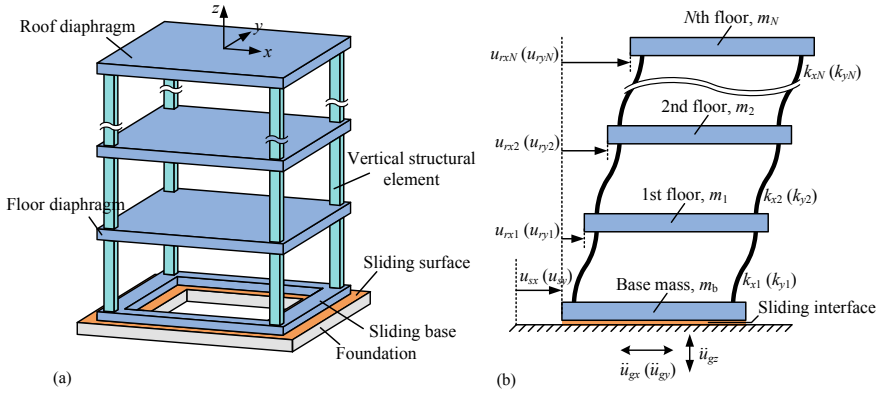 Roof diaphragm
z
y
x
Vertical structural
element
Floor diaphragm
Sliding surface
Sliding base
Foundation
(a)
Nth floor, mN
urxN (uryN)
kxN (kyN)
2nd floor, m2
urx2 (ury2)
kx2 (ky2)
1st floor, m1
urx1 (ury1)
kx1 (ky1)
usx (usy)
Base mass, mb
Sliding interface
ügx (ügy)
ügz
(b)